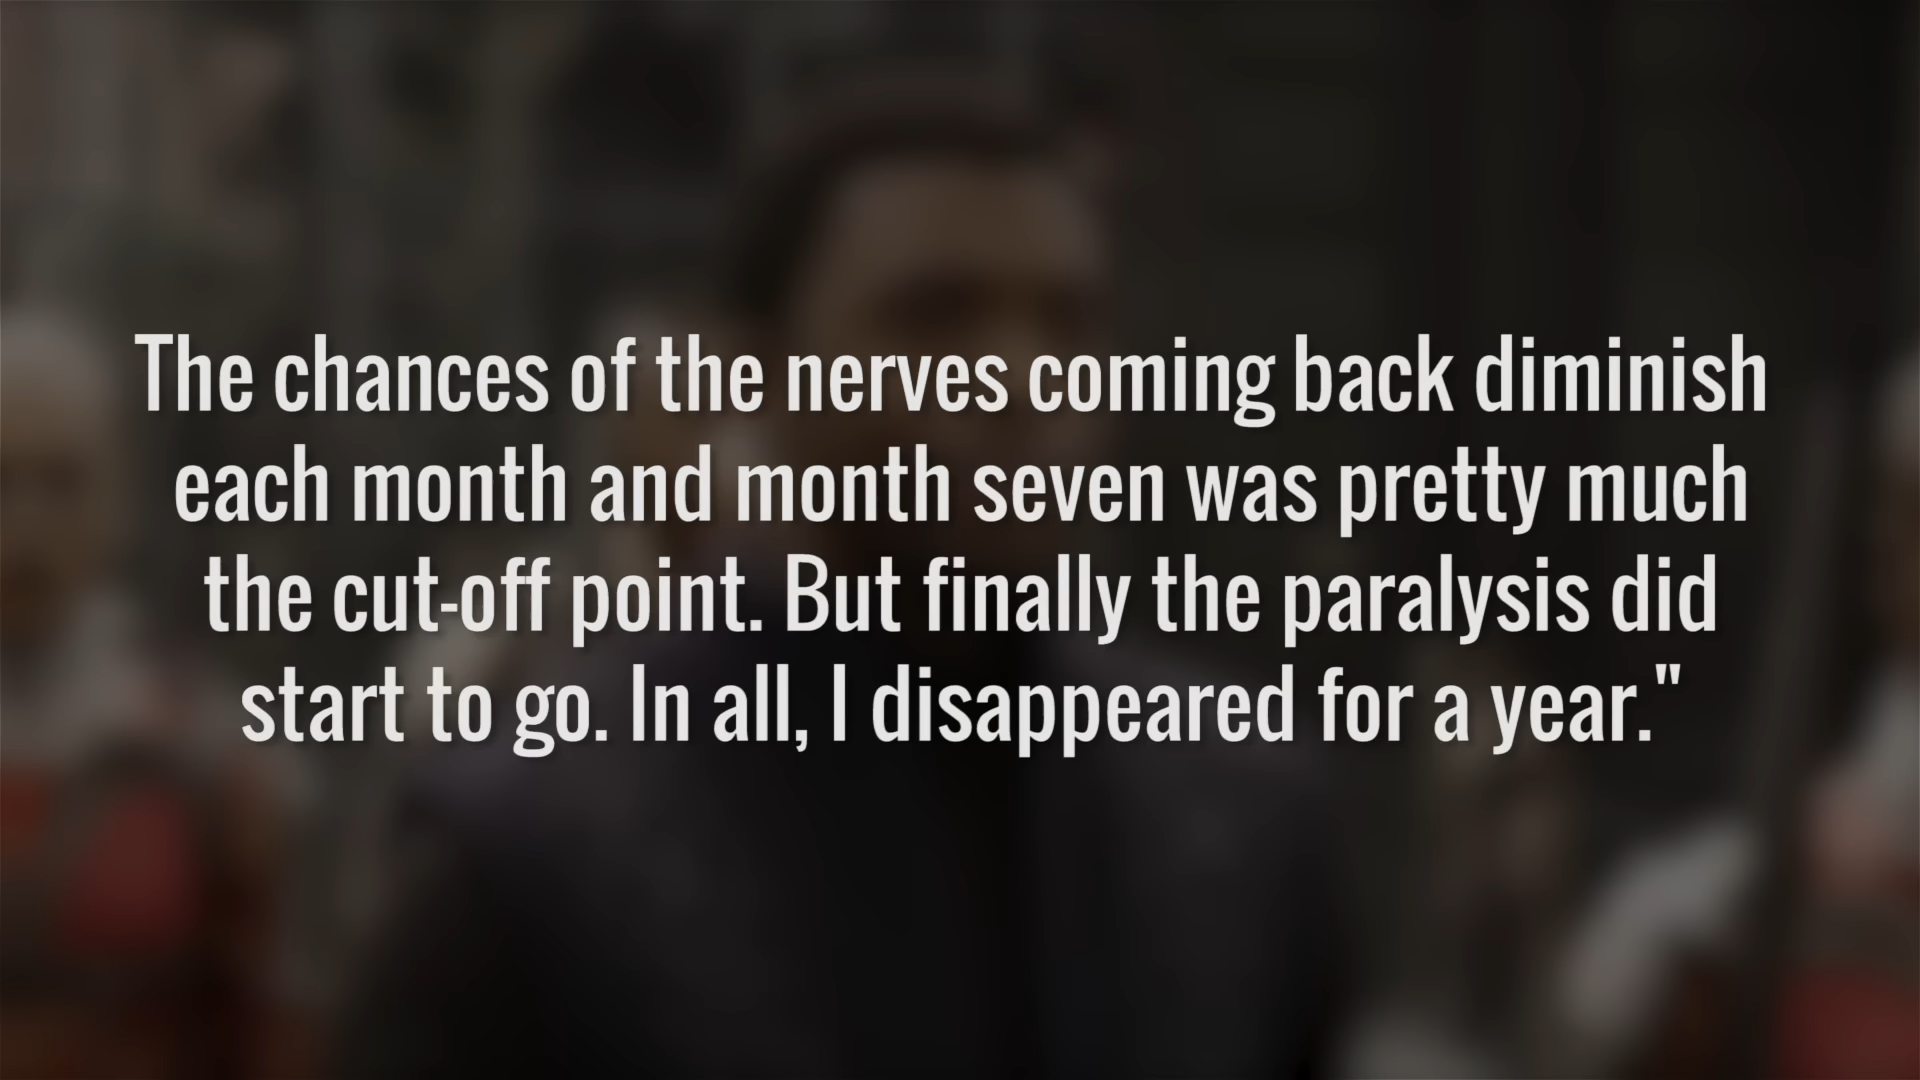 The chances of the nerves coming back diminish
each month and month seven was pretty much
the cut-off point. But finally the paralysis did
start to go. In all, I disappeared for a year."